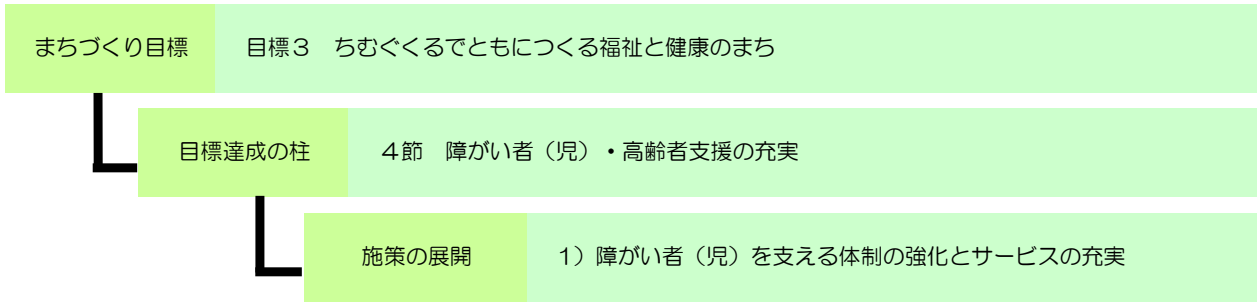 まちづくり目標　目標３　ちむぐくるでともにつくる福祉と健康のまち
目標達成の柱　４節　障がい者（児）・高齢者支援の充実
施策の展開　１）障がい者（児）を支える体制の強化とサービスの充実